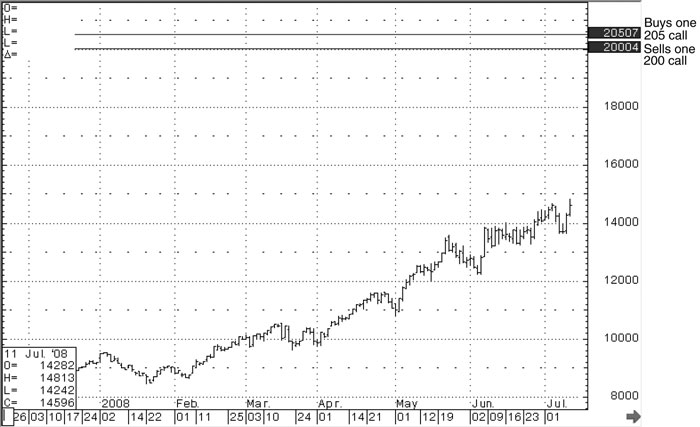 O=
H=
L=
L=
Δ=
20507
Buys one
205 call
20004
Sells one
200 call
18000
16000
14000
12000
10000
8000
11 Jul. '08
O= 14282
H= 14813
L= 14242
C= 14596
2008 Feb. Mar. Apr. May Jun. Jul.
26 03 10 17 24 02 14 22 01 11 25 03 10 24 01 14 21 01 12 19 02 09 16 23 01